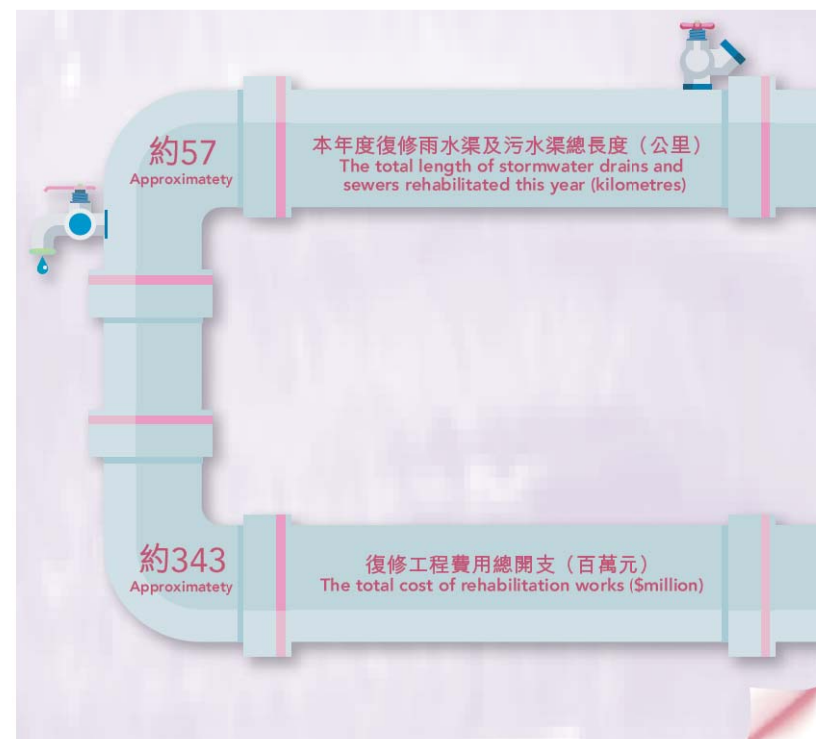 約57
Approximatety
本年度復修雨水渠及污水渠總長度（公里）
The total length of stormwater drains and
sewers rehabilitated this year (kilometres)
約343
Approximatety
復修工程費用總開支（百萬元）
The total cost of rehabilitation works ($million)